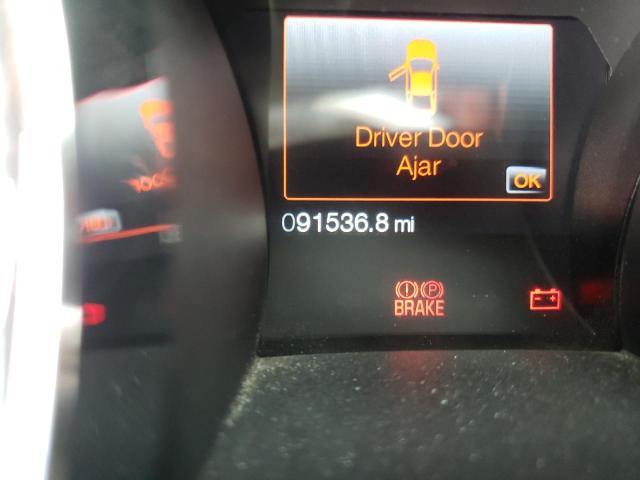 Driver Door
Ajar
OK
091536.8 mi
(!) (P)
BRAKE
- +